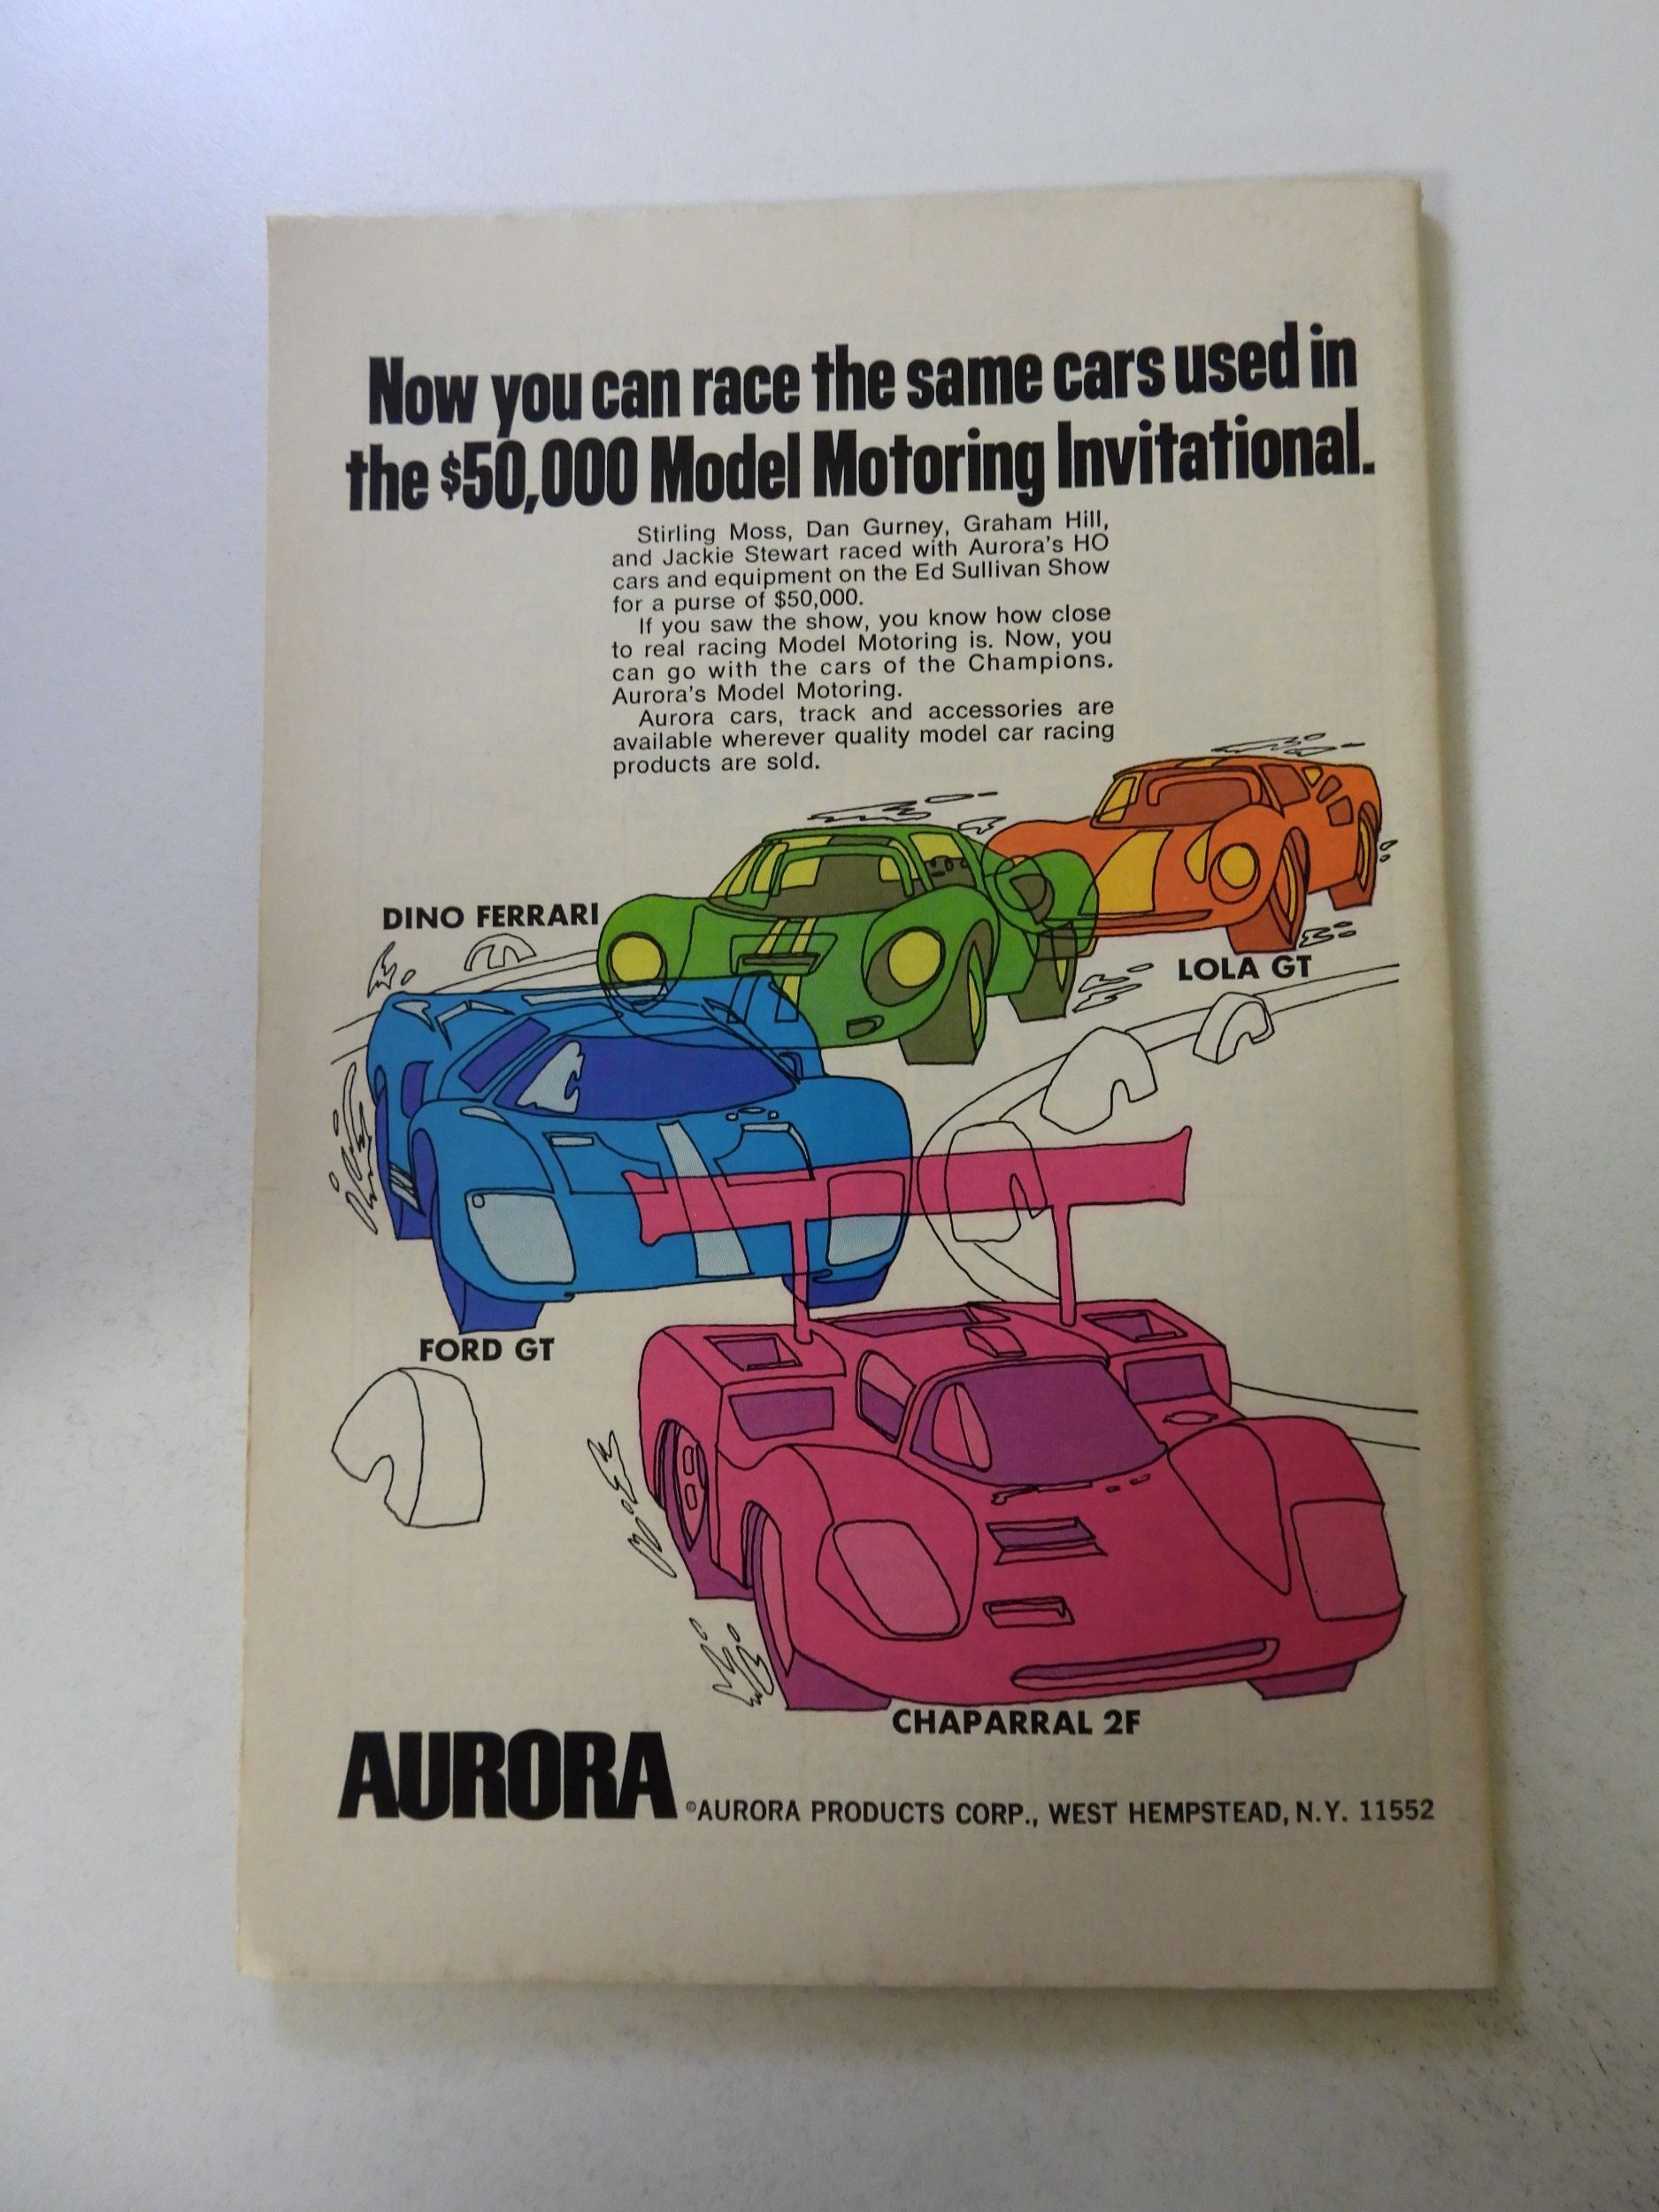 Now you can race the same cars used in
the $50,000 Model Motoring Invitational.
Stirling Moss, Dan Gurney, Graham Hill,
and Jackie Stewart raced with Aurora's HO
cars and equipment on the Ed Sullivan Show
for a purse of $50,000.
If you saw the show, you know how close
to real racing Model Motoring is. Now, you
can go with the cars of the Champions.
Aurora's Model Motoring.
Aurora cars, track and accessories are
available wherever quality model car racing
products are sold.
DINO FERRARI
LOLA GT
FORD GT
CHAPARRAL 2F
AURORA
©AURORA PRODUCTS CORP., WEST HEMPSTEAD, N.Y. 11552